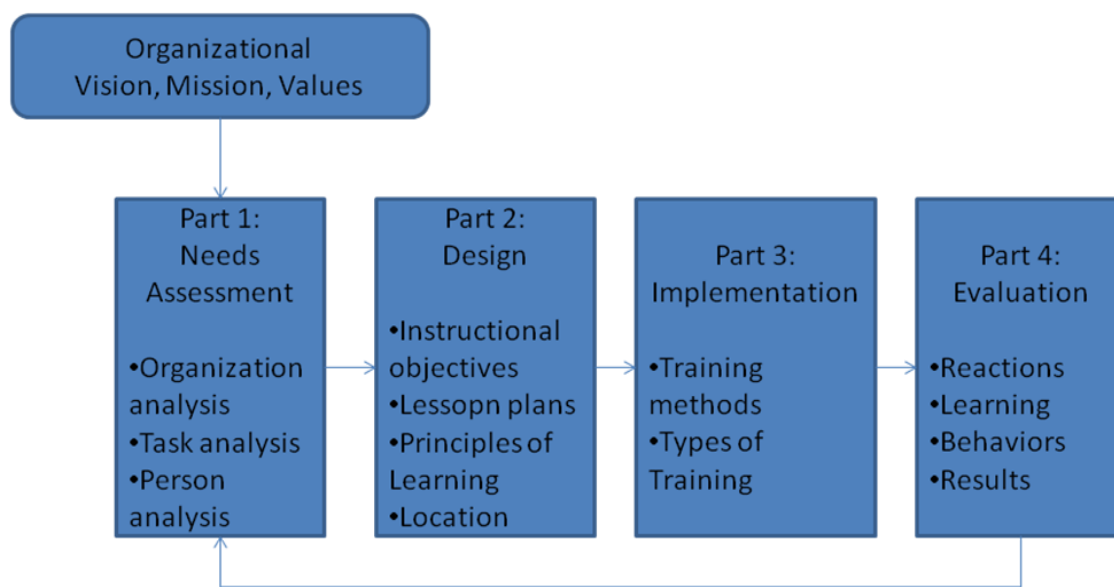 Organizational
Vision, Mission, Values
Part 1:
Needs
Assessment
•Organization
analysis
•Task analysis
•Person
analysis
Part 2:
Design
•Instructional
objectives
•Lessopn plans
•Principles of
Learning
•Location
Part 3:
Implementation
•Training
methods
•Types of
Training
Part 4:
Evaluation
•Reactions
•Learning
•Behaviors
•Results